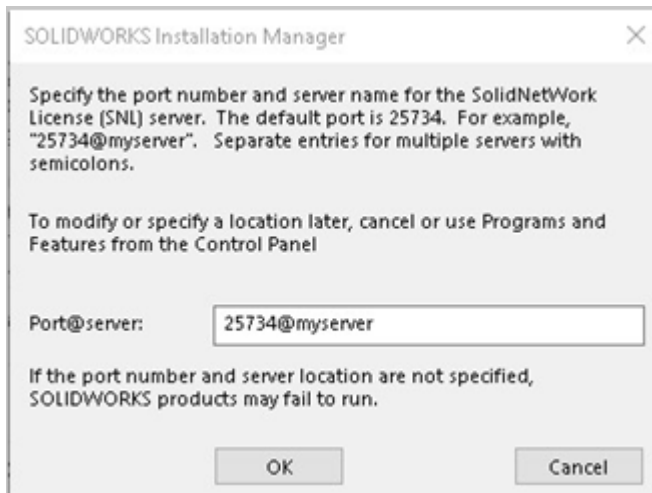 SOLIDWORKS Installation Manager
Specify the port number and server name for the SolidNetWork
License (SNL) server.  The default port is 25734.  For example,
"25734@myserver".   Separate entries for multiple servers with
semicolons.
To modify or specify a location later, cancel or use Programs and
Features from the Control Panel
Port@server:
25734@myserver
If the port number and server location are not specified,
SOLIDWORKS products may fail to run.
OK
Cancel